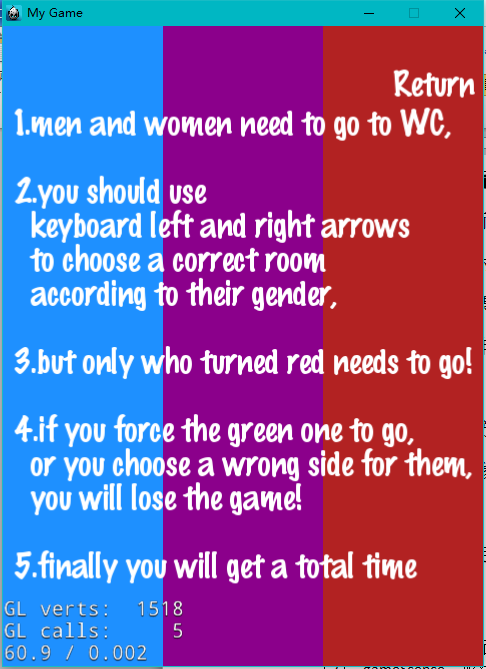 My Game
Return
1.men and women need to go to WC,
2.you should use
keyboard left and right arrows
to choose a correct room
according to their gender,
3.but only who turned red needs to go!
4.if you force the green one to go,
or you choose a wrong side for them,
you will lose the game!
5.finally you will get a total time
GL verts: 1518
GL calls: 5
60.9 / 0.002